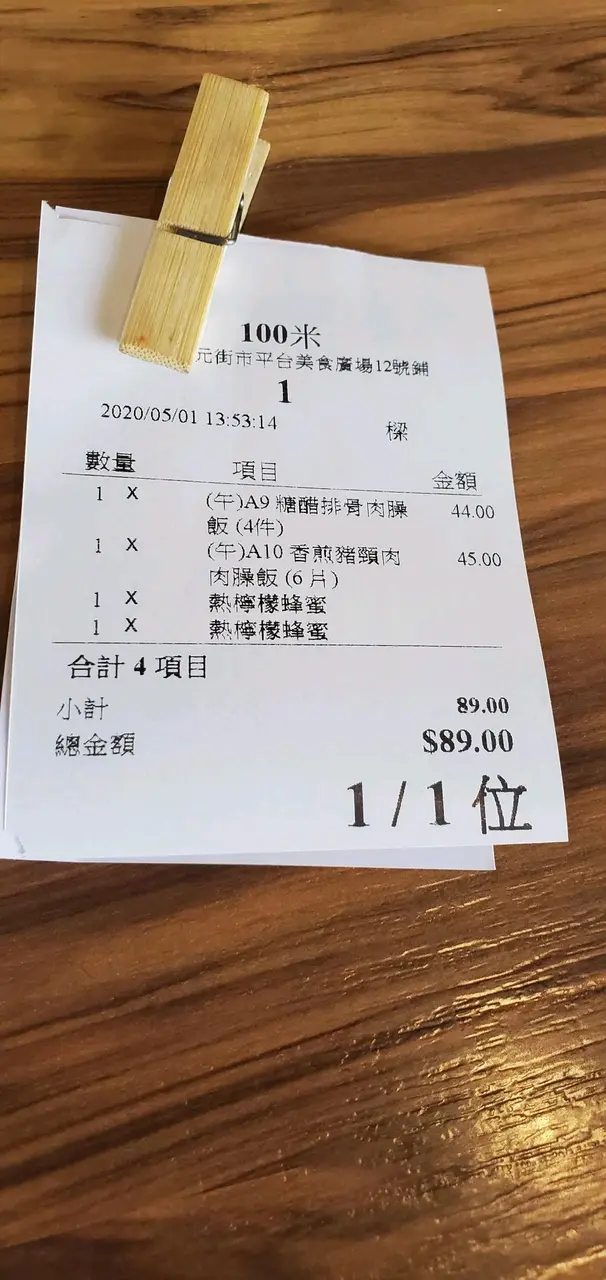 100米
元街市平台美食廣場12號鋪
1
2020/05/01 13:53:14 樑
數量 項目 金額
1 X (午)A9 糖醋排骨肉臊 44.00
飯 (4件)
1 X (午)A10 香煎豬頸肉 45.00
肉臊飯 (6 片)
1 X 熱檸檬蜂蜜
1 X 熱檸檬蜂蜜
合計 4 項目
小計 89.00
總金額 $89.00
1 / 1 位